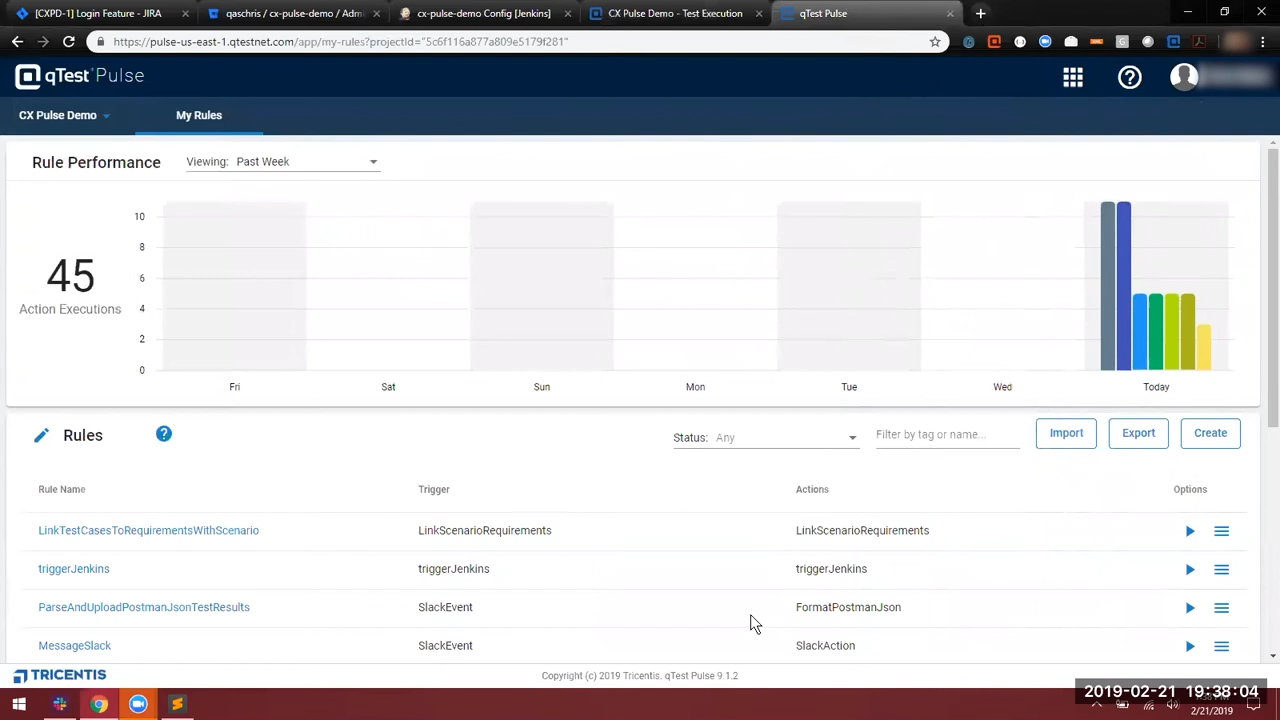 [CXPD-1] Login Feature - JIRA
qaschris / cx-pulse-demo / Adm
cx-pulse-demo Config [Jenkins]
CX Pulse Demo - Test Execution
qTest Pulse
https://pulse-us-east-1.qtestnet.com/app/my-rules?projectId="5c6f116a877a809e5179f281"
qTest Pulse
CX Pulse Demo
My Rules
Rule Performance
Viewing: Past Week
10
8
6
4
2
0
45
Action Executions
Fri
Sat
Sun
Mon
Tue
Wed
Today
Rules
Status: Any
Filter by tag or name...
Import
Export
Create
Rule Name
Trigger
Actions
Options
LinkTestCasesToRequirementsWithScenario
LinkScenarioRequirements
LinkScenarioRequirements
triggerJenkins
triggerJenkins
triggerJenkins
ParseAndUploadPostmanJsonTestResults
SlackEvent
FormatPostmanJson
MessageSlack
SlackEvent
SlackAction
TRICENTIS
Copyright (c) 2019 Tricentis. qTest Pulse 9.1.2
2019-02-21 19:38:04
2/21/2019